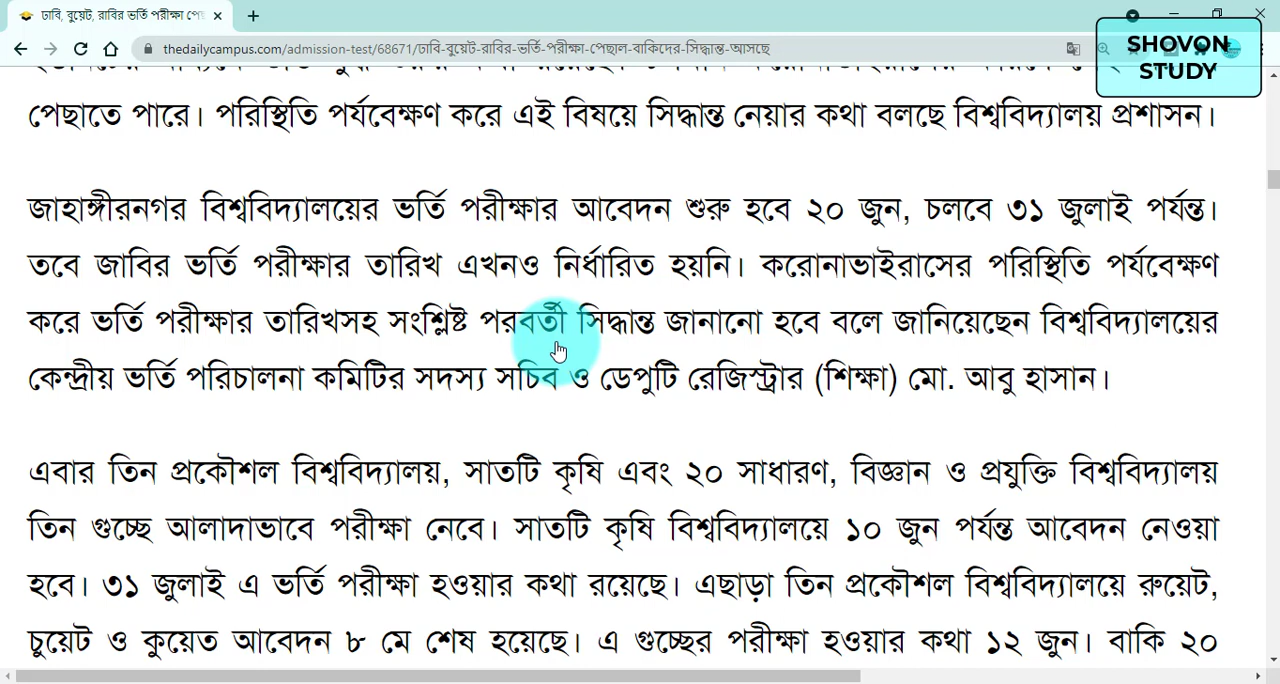 ঢাবি, বুয়েট, রাবির ভর্তি পরীক্ষা পেছ
thedailycampus.com/admission-test/68671/ঢাবি-বুয়েট-রাবির-ভর্তি-পরীক্ষা-পেছাল-বাকিদের-সিদ্ধান্ত-আসছে
SHOVON
STUDY
পেছাতে পারে। পরিস্থিতি পর্যবেক্ষণ করে এই বিষয়ে সিদ্ধান্ত নেয়ার কথা বলছে বিশ্ববিদ্যালয় প্রশাসন।
জাহাঙ্গীরনগর বিশ্ববিদ্যালয়ের ভর্তি পরীক্ষার আবেদন শুরু হবে ২০ জুন, চলবে ৩১ জুলাই পর্যন্ত।
তবে জাবির ভর্তি পরীক্ষার তারিখ এখনও নির্ধারিত হয়নি। করোনাভাইরাসের পরিস্থিতি পর্যবেক্ষণ
করে ভর্তি পরীক্ষার তারিখসহ সংশ্লিষ্ট পরবর্তী সিদ্ধান্ত জানানো হবে বলে জানিয়েছেন বিশ্ববিদ্যালয়ের
কেন্দ্রীয় ভর্তি পরিচালনা কমিটির সদস্য সচিব ও ডেপুটি রেজিস্ট্রার (শিক্ষা) মো. আবু হাসান।
এবার তিন প্রকৌশল বিশ্ববিদ্যালয়, সাতটি কৃষি এবং ২০ সাধারণ, বিজ্ঞান ও প্রযুক্তি বিশ্ববিদ্যালয়
তিন গুচ্ছে আলাদাভাবে পরীক্ষা নেবে। সাতটি কৃষি বিশ্ববিদ্যালয়ে ১০ জুন পর্যন্ত আবেদন নেওয়া
হবে। ৩১ জুলাই এ ভর্তি পরীক্ষা হওয়ার কথা রয়েছে। এছাড়া তিন প্রকৌশল বিশ্ববিদ্যালয়ে রুয়েট,
চুয়েট ও কুয়েত আবেদন ৮ মে শেষ হয়েছে। এ গুচ্ছের পরীক্ষা হওয়ার কথা ১২ জুন। বাকি ২০